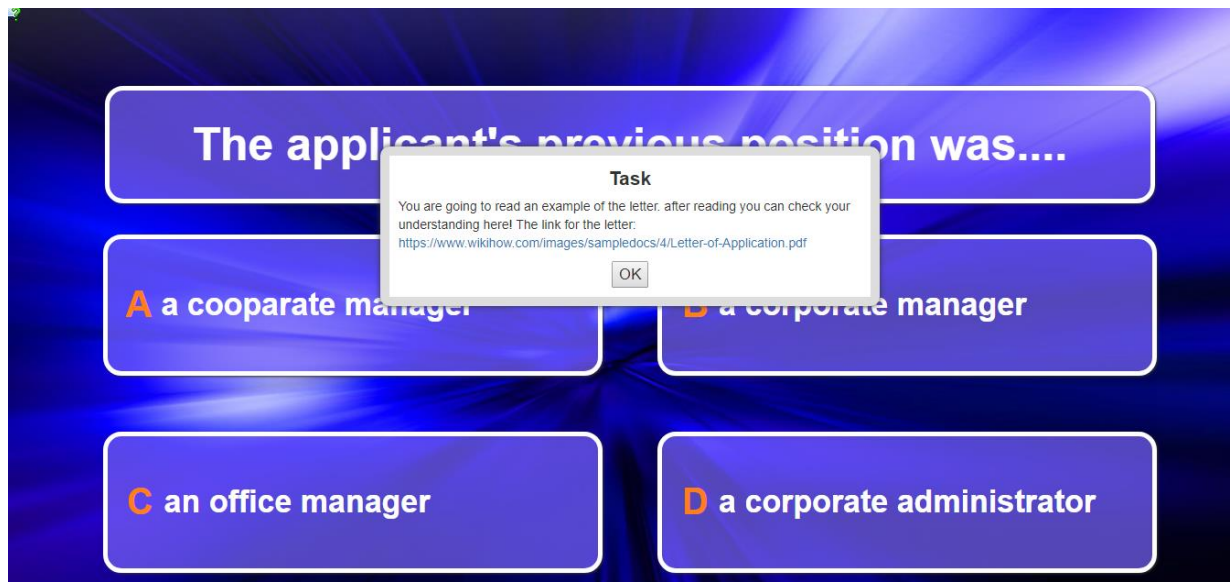 The applicant's previous position was....
Task
You are going to read an example of the letter. after reading you can check your
understanding here! The link for the letter:
https://www.wikihow.com/images/sampledocs/4/Letter-of-Application.pdf
OK
A a cooparate manager
B a corporate manager
C an office manager
D a corporate administrator